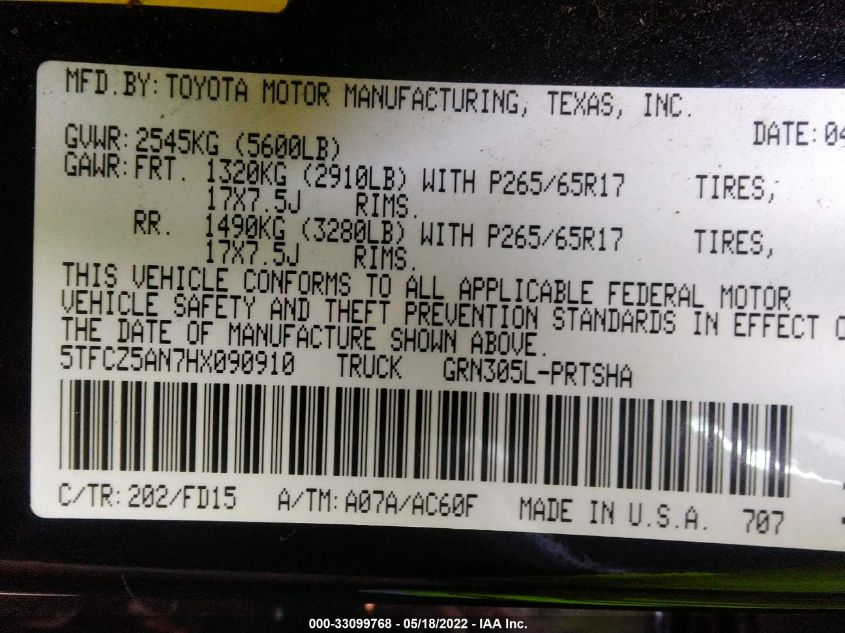 MFD.BY: TOYOTA MOTOR MANUFACTURING, TEXAS, INC.
DATE: 04
GVWR: 2545KG (5600LB)
GAWR: FRT. 1320KG (2910LB) WITH P265/65R17 TIRES,
17X7.5J RIMS.
RR. 1490KG (3280LB) WITH P265/65R17 TIRES,
17X7.5J RIMS.
THIS VEHICLE CONFORMS TO ALL APPLICABLE FEDERAL MOTOR
VEHICLE SAFETY AND THEFT PREVENTION STANDARDS IN EFFECT
THE DATE OF MANUFACTURE SHOWN ABOVE.
5TFCZ5AN7HX090910 TRUCK GRN305L-PRTSHA
C/TR: 202/FD15 A/TM: A07A/AC60F MADE IN U.S.A. 707
000-33099768 - 05/18/2022 - IAA Inc.